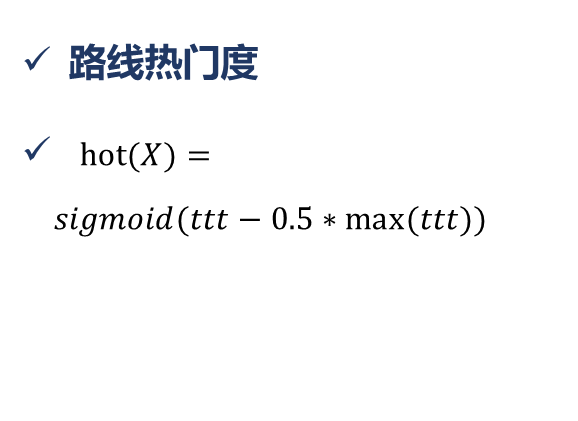 ✓ 路线热门度
✓ hot(X) =
sigmoid(ttt − 0.5 ∗ max(ttt))